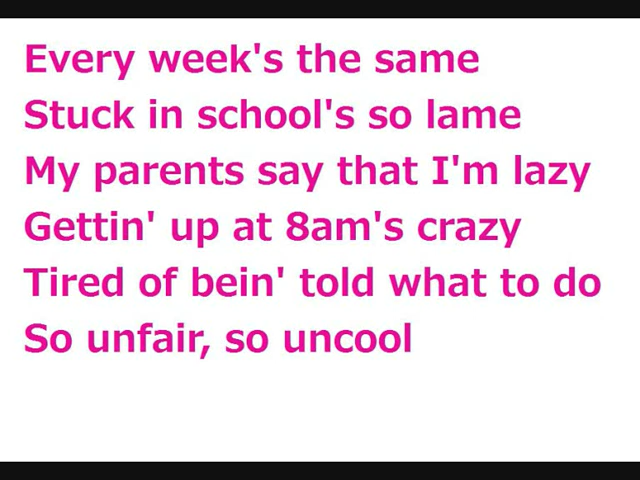 Every week's the same
Stuck in school's so lame
My parents say that I'm lazy
Gettin' up at 8am's crazy
Tired of bein' told what to do
So unfair, so uncool